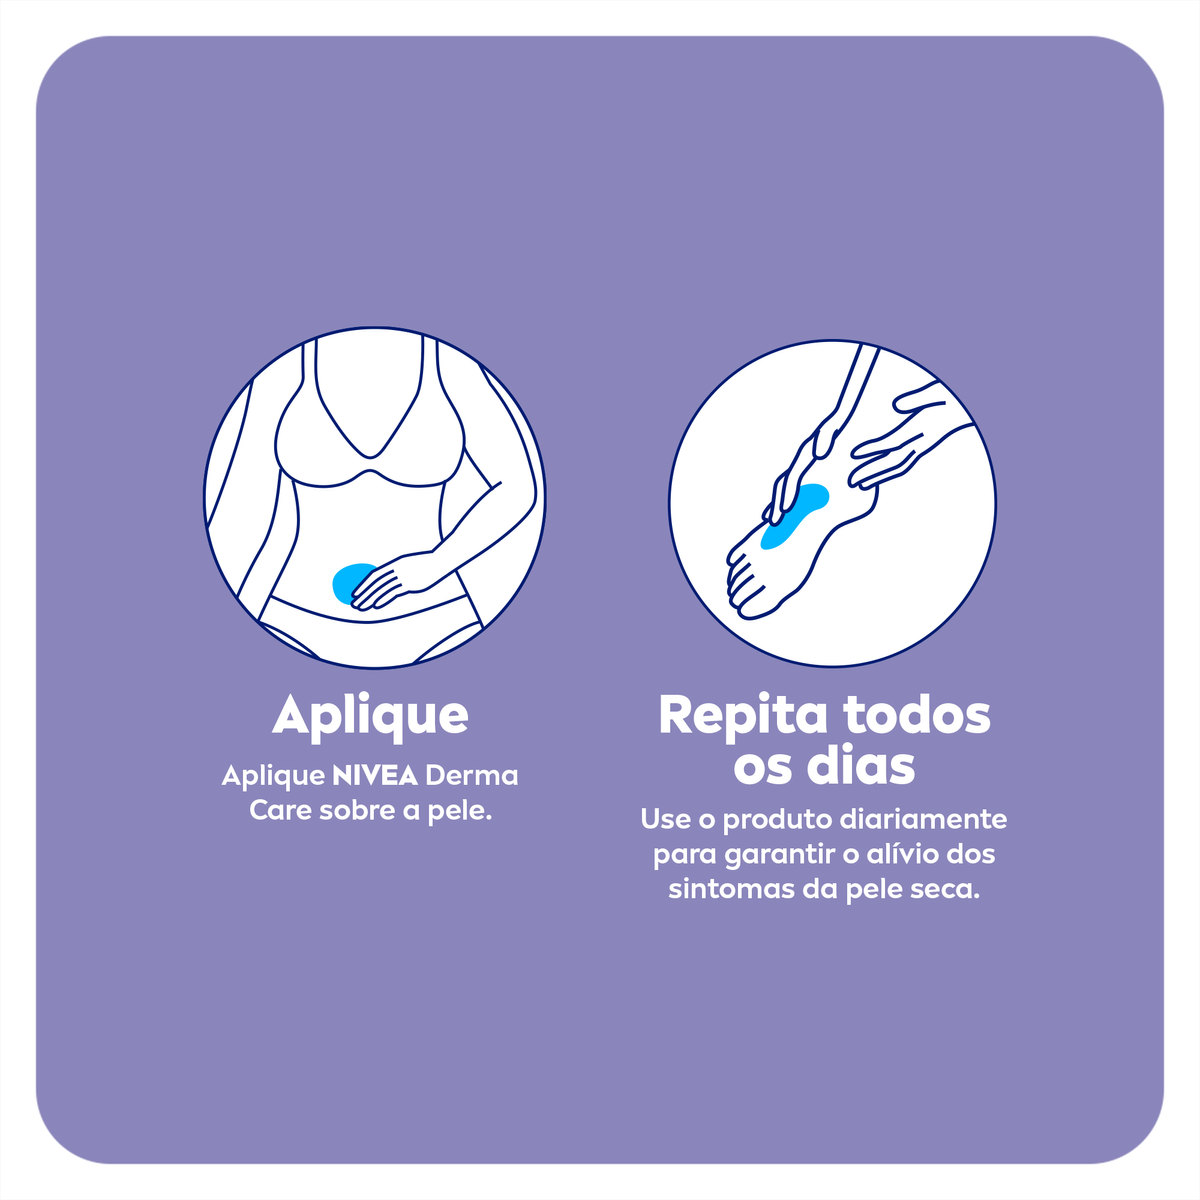 Aplique
Aplique NIVEA Derma
Care sobre a pele.
Repita todos
os dias
Use o produto diariamente
para garantir o alívio dos
sintomas da pele seca.